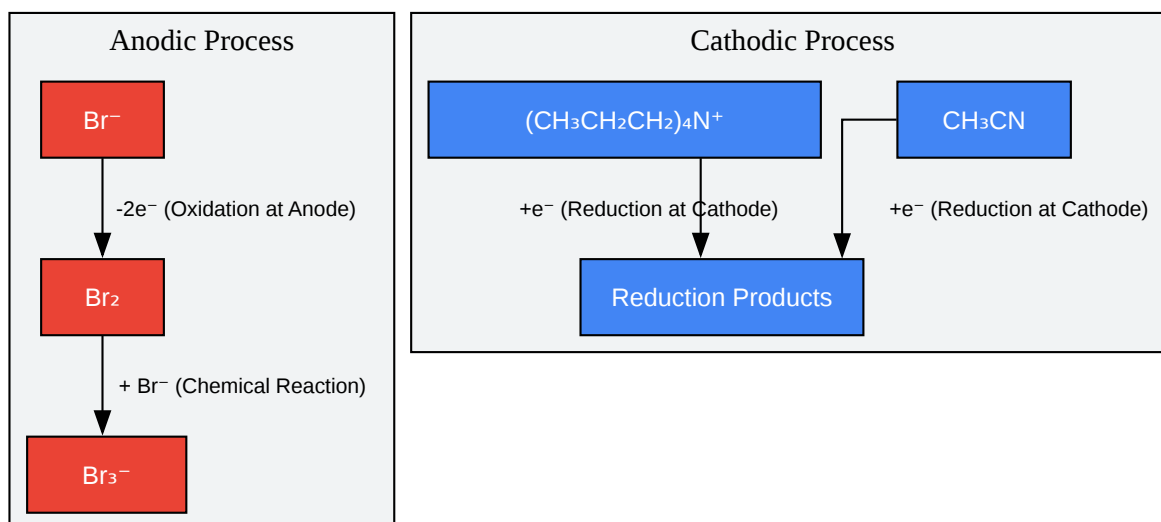 Anodic Process
Br⁻
-2e⁻ (Oxidation at Anode)
Br₂
+ Br⁻ (Chemical Reaction)
Br₃⁻
Cathodic Process
(CH₃CH₂CH₂)₄N⁺
CH₃CN
+e⁻ (Reduction at Cathode)
+e⁻ (Reduction at Cathode)
Reduction Products